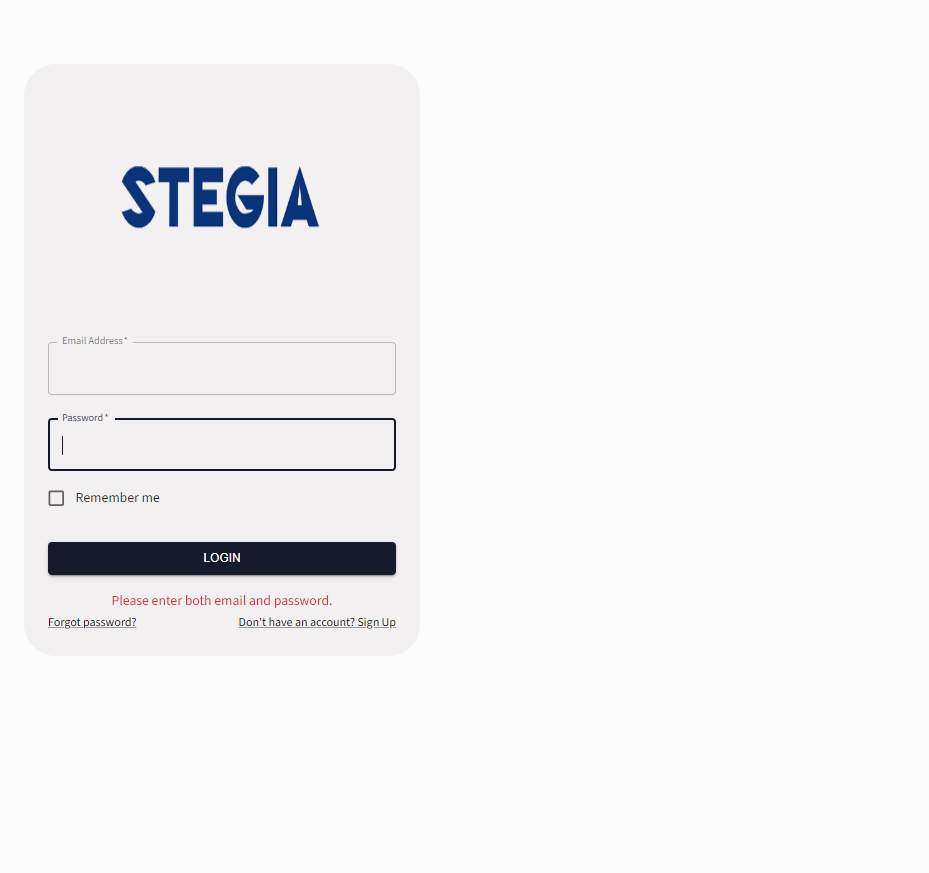 STEGIA
Email Address *
Password *
Remember me
LOGIN
Please enter both email and password.
Forgot password? Don't have an account? Sign Up